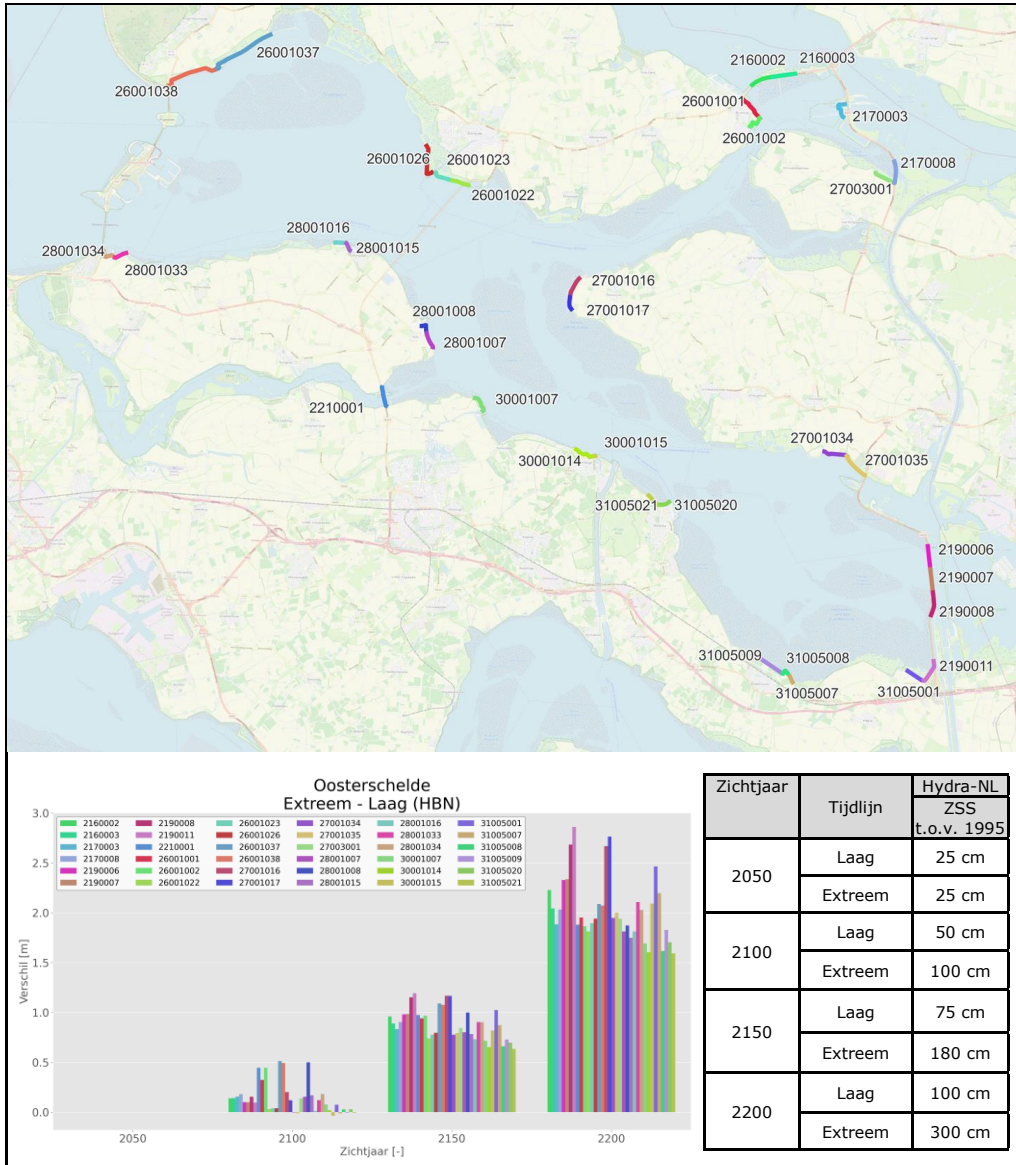 26001037
26001038
2160002
2160003
26001001
26001002
2170003
2170008
27003001
26001026
26001023
26001022
28001034
28001033
28001016
28001015
27001016
27001017
28001008
28001007
2210001
30001007
30001015
30001014
27001034
27001035
31005021
31005020
2190006
2190007
2190008
31005009
31005008
31005007
2190011
31005001
Oosterschelde
Extreem - Laag (HBN)
2160002 2190008 26001023 27001034 28001016 31005001
2160003 2190011 26001026 27001035 28001033 31005007
2170003 2210001 26001037 27003001 28001034 31005008
2170008 26001001 26001038 28001007 30001007 31005009
2190006 26001002 27001016 28001008 30001014 31005020
2190007 26001022 27001017 28001015 30001015 31005021
3.0
2.5
2.0
1.5
1.0
0.5
0.0
Verschil [m]
2050 2100 2150 2200
Zichtjaar [-]
Zichtjaar Tijdlijn Hydra-NL
ZSS
t.o.v. 1995
2050 Laag 25 cm
Extreem 25 cm
2100 Laag 50 cm
Extreem 100 cm
2150 Laag 75 cm
Extreem 180 cm
2200 Laag 100 cm
Extreem 300 cm